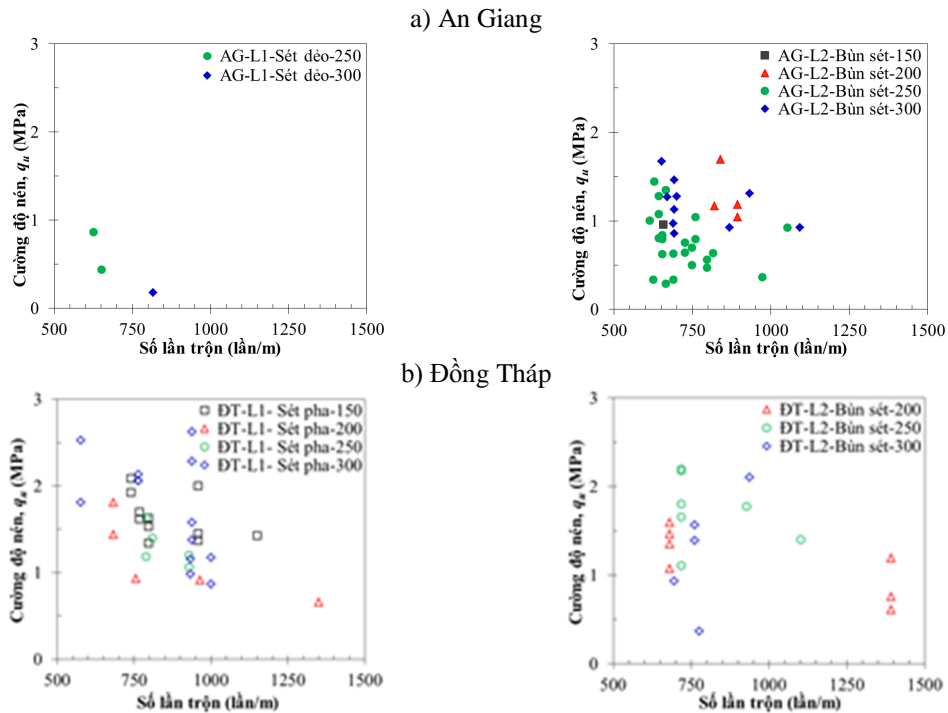 a) An Giang
3
2
1
0
Cường độ nén, qu (MPa)
AG-L1-Sét dẻo-250
AG-L1-Sét dẻo-300
500
750
1000
1250
1500
Số lần trộn (lần/m)
3
2
1
0
Cường độ nén, qu (MPa)
AG-L2-Bùn sét-150
AG-L2-Bùn sét-200
AG-L2-Bùn sét-250
AG-L2-Bùn sét-300
500
750
1000
1250
1500
Số lần trộn (lần/m)
b) Đồng Tháp
3
2
1
0
Cường độ nén, qu (MPa)
ĐT-L1- Sét pha-150
ĐT-L1- Sét pha-200
ĐT-L1- Sét pha-250
ĐT-L1- Sét pha-300
500
750
1000
1250
1500
Số lần trộn (lần/m)
3
2
1
0
Cường độ nén, qu (MPa)
ĐT-L2-Bùn sét-200
ĐT-L2-Bùn sét-250
ĐT-L2-Bùn sét-300
500
750
1000
1250
1500
Số lần trộn (lần/m)